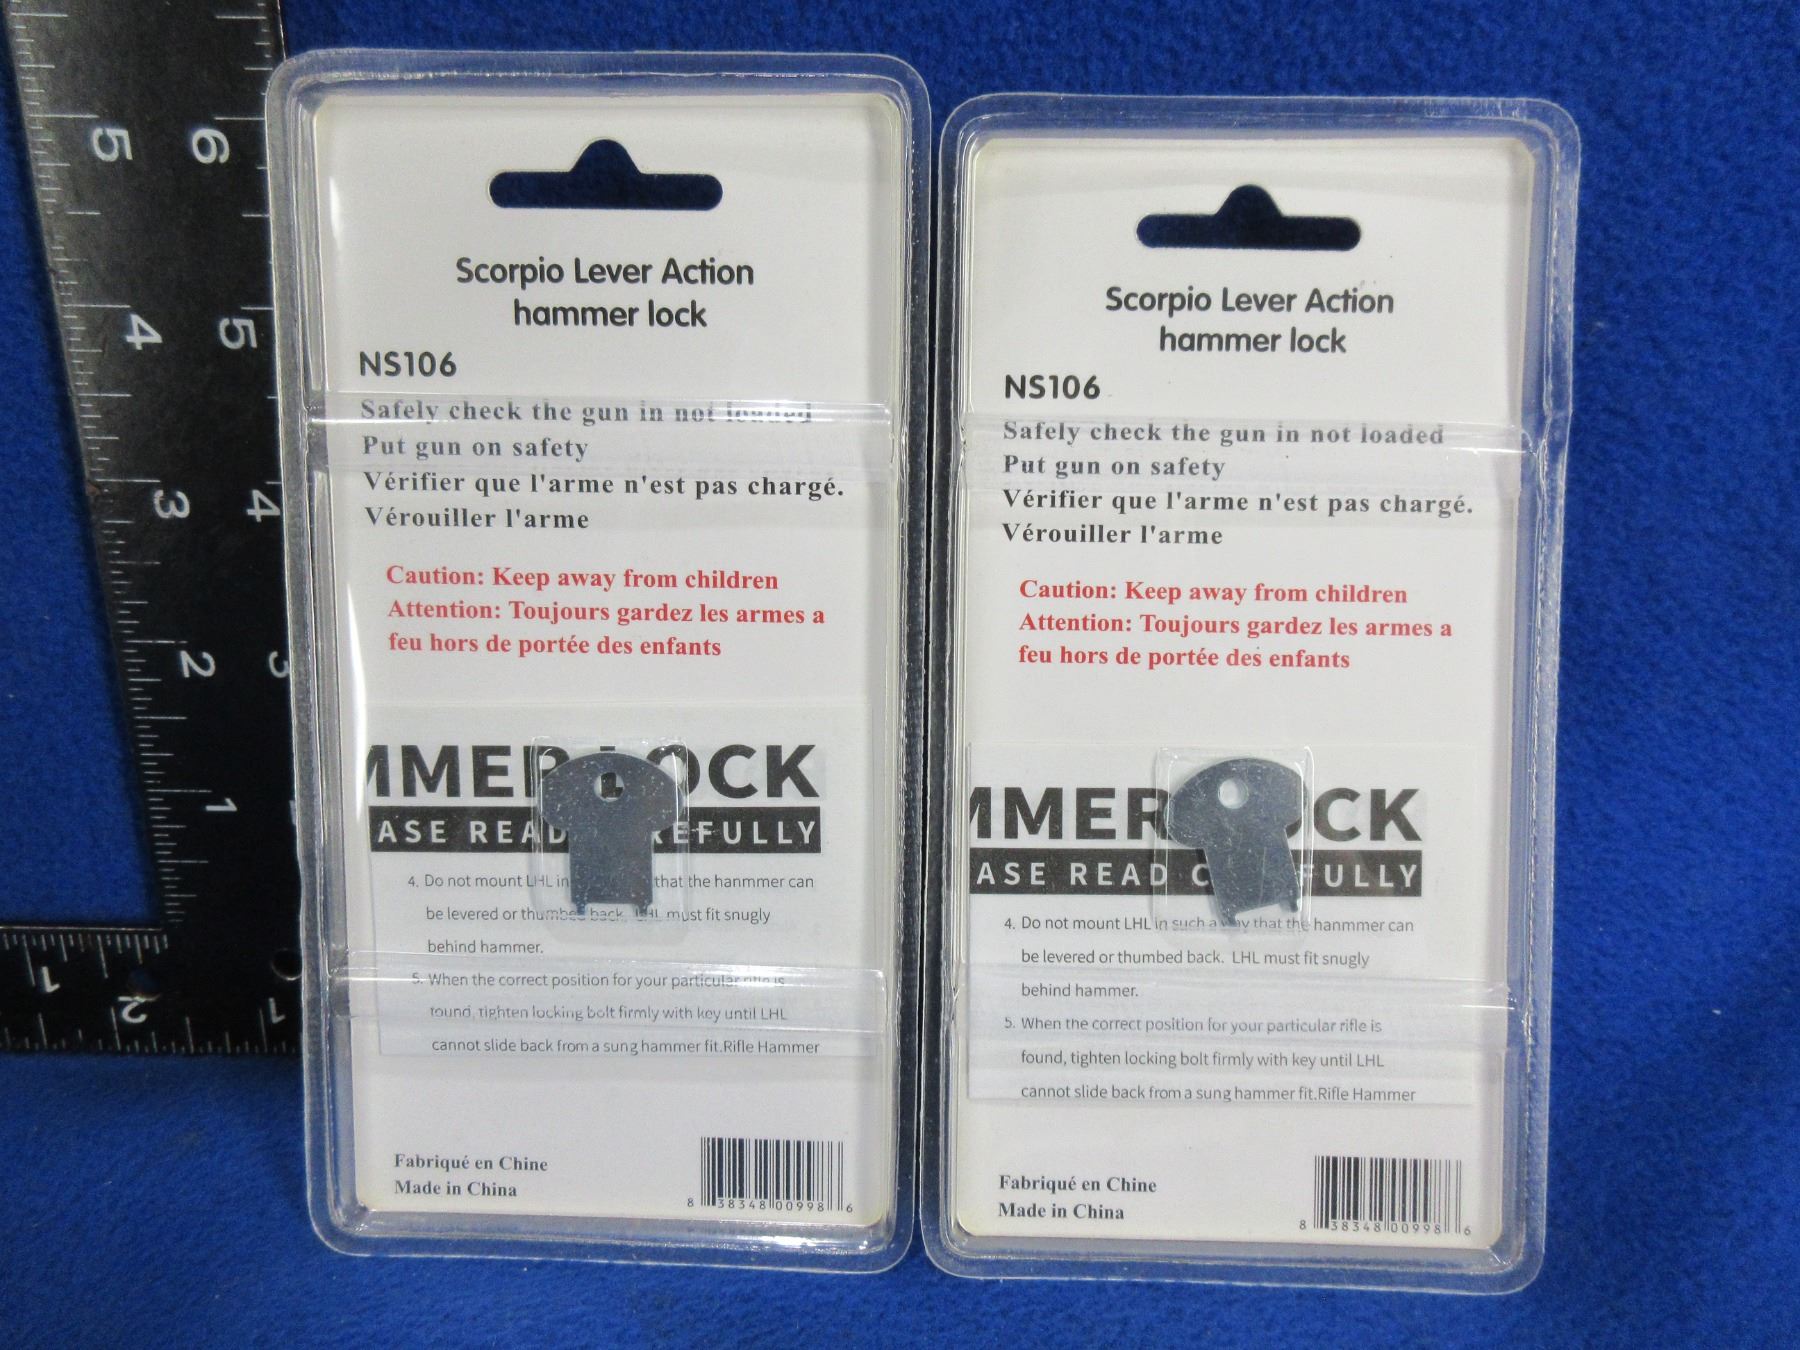 5 6
4 5
3 4
2 3
1
1 2 1
Scorpio Lever Action
hammer lock
NS106
Safely check the gun in not loaded
Put gun on safety
Vérifier que l'arme n'est pas chargé.
Vérouiller l'arme
Caution: Keep away from children
Attention: Toujours gardez les armes a
feu hors de portée des enfants
MMER LOCK
ASE READ
4. Do not mount LHL in that the hanmmer can
be levered or thumbed back. LHL must fit snugly
behind hammer.
5. When the correct position for your particular rifle is
found, tighten locking bolt firmly with key until LHL
cannot slide back from a sung hammer fit.Rifle Hammer
Fabriqué en Chine
Made in China
8 38348 00998 6
Scorpio Lever Action
hammer lock
NS106
Safely check the gun in not loaded
Put gun on safety
Vérifier que l'arme n'est pas chargé.
Vérouiller l'arme
Caution: Keep away from children
Attention: Toujours gardez les armes a
feu hors de portée des enfants
MMER OCK
ASE READ C FULLY
4. Do not mount LHL in such a way that the hanmmer can
be levered or thumbed back. LHL must fit snugly
behind hammer.
5. When the correct position for your particular rifle is
found, tighten locking bolt firmly with key until LHL
cannot slide back from a sung hammer fit.Rifle Hammer
Fabriqué en Chine
Made in China
8 38348 00998 6